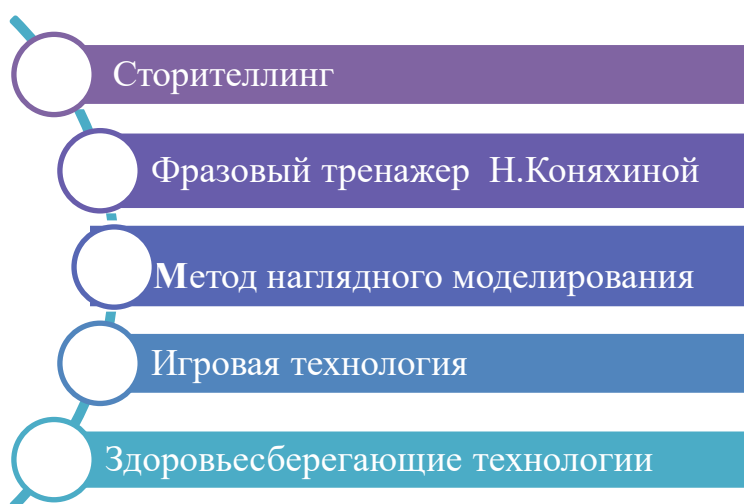 Сторителлинг
Фразовый тренажер Н.Коняхиной
Метод наглядного моделирования
Игровая технология
Здоровьесберегающие технологии